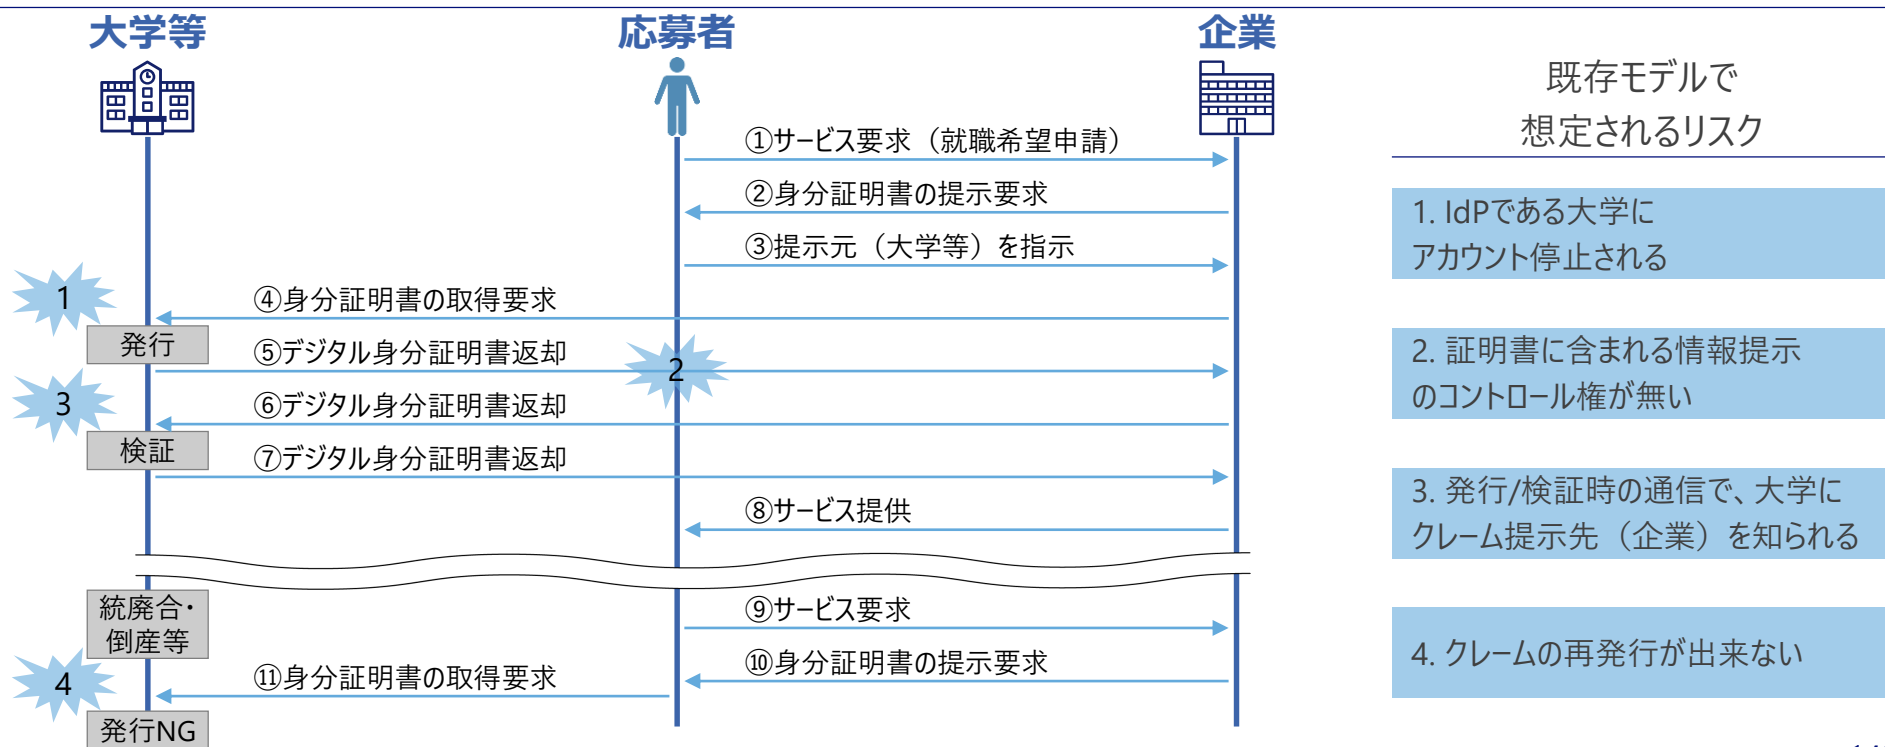 大学等
応募者
企業
①サービス要求（就職希望申請）
②身分証明書の提示要求
③提示元（大学等）を指示
1
④身分証明書の取得要求
発行
⑤デジタル身分証明書返却
2
3
⑥デジタル身分証明書返却
検証
⑦デジタル身分証明書返却
⑧サービス提供
統廃合・
倒産等
⑨サービス要求
⑩身分証明書の提示要求
4
⑪身分証明書の取得要求
発行NG
既存モデルで
想定されるリスク
1. IdPである大学に
アカウント停止される
2. 証明書に含まれる情報提示
のコントロール権が無い
3. 発行/検証時の通信で、大学に
クレーム提示先（企業）を知られる
4. クレームの再発行が出来ない